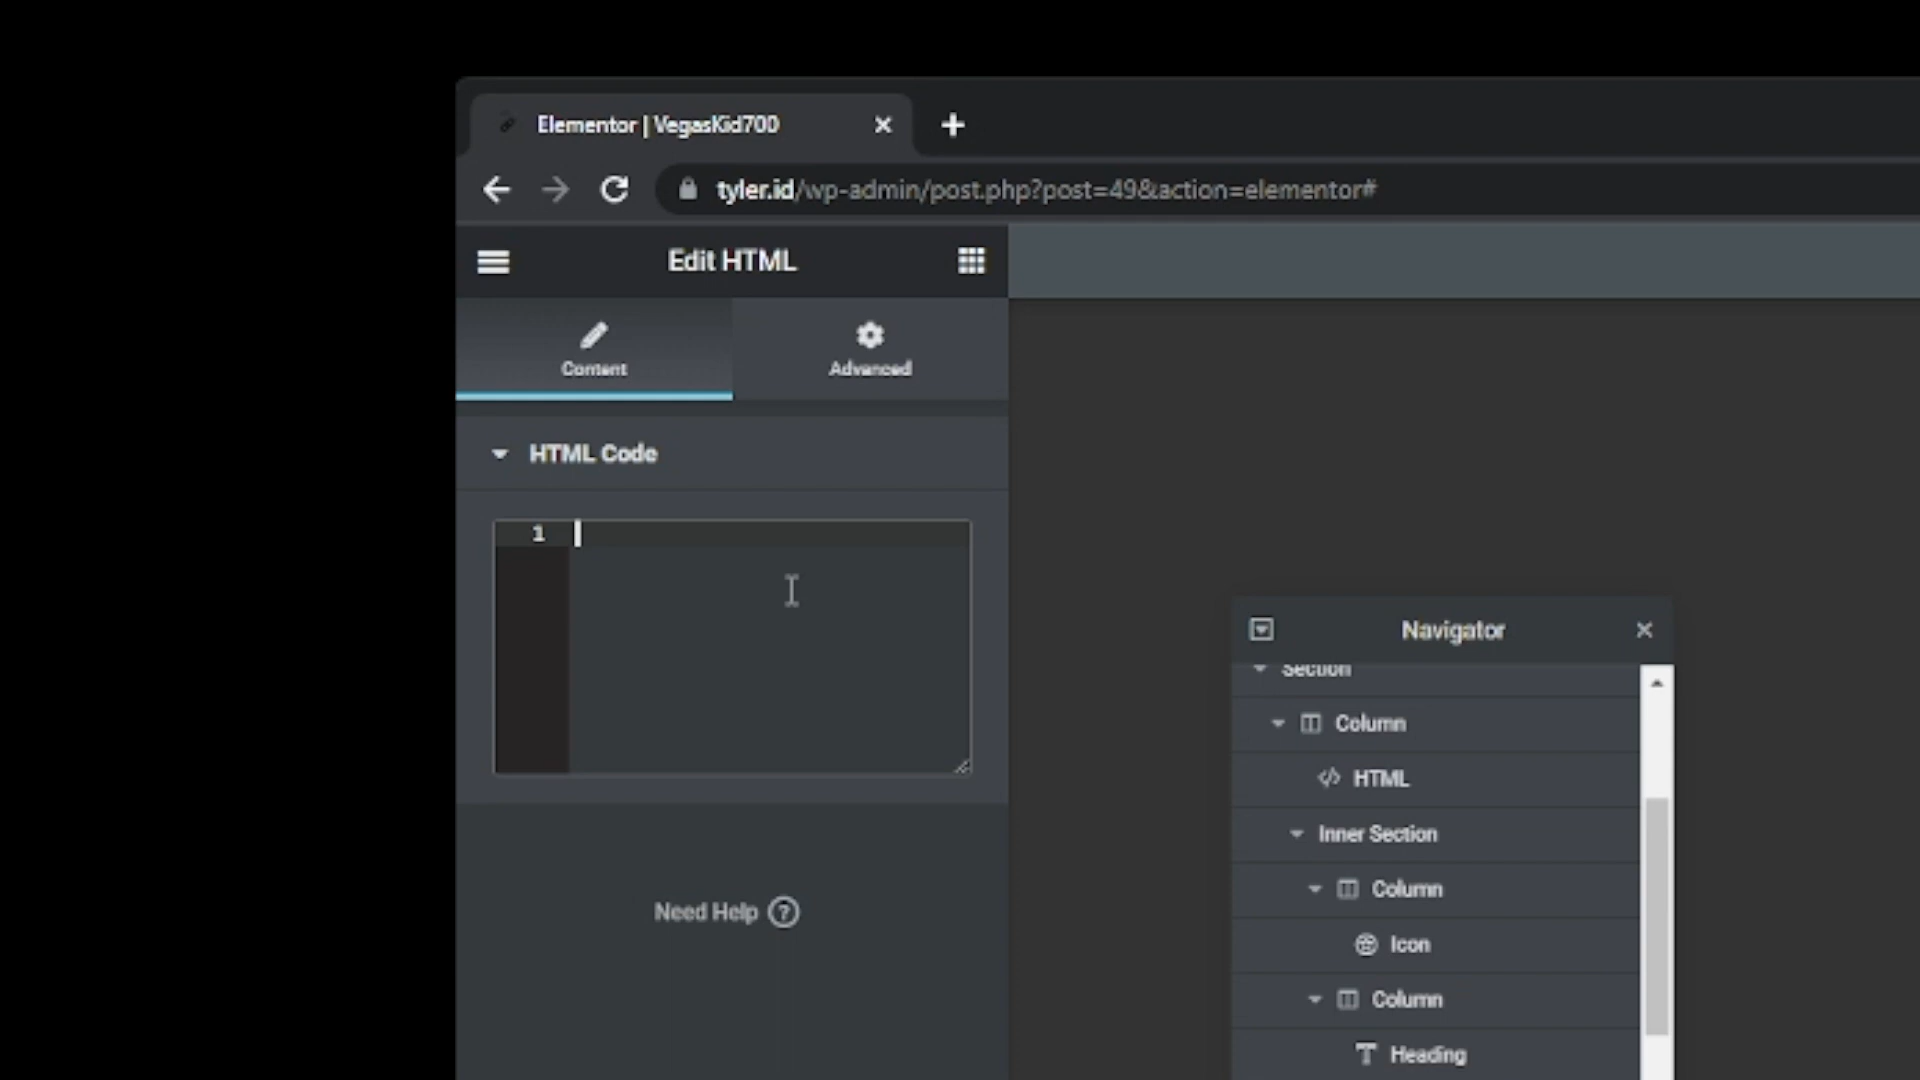 Elementor | VegasKid700
tyler.id/wp-admin/post.php?post=49&action=elementor#
Edit HTML
Content
Advanced
HTML Code
1
Need Help
Navigator
Section
Column
HTML
Inner Section
Column
Icon
Column
Heading